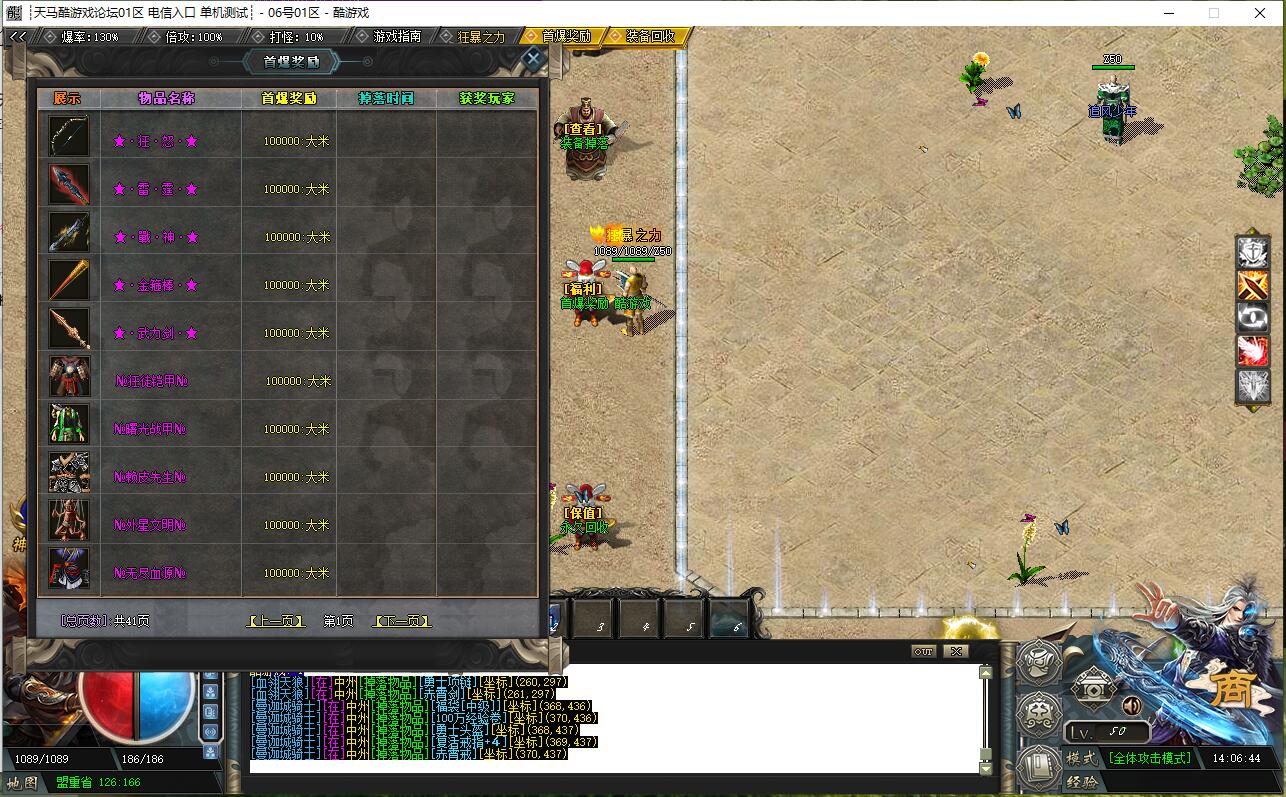 天马酷游戏论坛01区 电信入口 单机测试 - 06号01区 - 酷游戏
爆率:130%
倍攻:100%
打怪: 10%
游戏指南
狂暴之力
首爆奖励
装备回收
首爆奖励
展示 物品名称 首爆奖励 掉落时间 获奖玩家
★·狂·怒·★ 100000:大米
★·雷·霆·★ 100000:大米
★·戰·神·★ 100000:大米
★·金箍棒·★ 100000:大米
★·武力剑·★ 100000:大米
№狂徒铠甲№ 100000:大米
№曙光战甲№ 100000:大米
№赖皮先生№ 100000:大米
№外星文明№ 100000:大米
№无尽血源№ 100000:大米
[总页数]:共41页 【上一页】 第1页 【下一页】
[查看]
装备掉落
狂暴之力
1089/1089/Z50
[福利]
首爆奖励 酷游戏
[保值]
永久回收
Z50
追风少年
3 4 5 6
OUT
[血翎天狼][在]中州[掉落物品][勇士项链][坐标](260,297)
[血翎天狼][在]中州[掉落物品][赤霄剑][坐标](261,297)
[曼迦城骑士][在]中州[掉落物品][福袋[中级]][坐标](368,436)
[曼迦城骑士][在]中州[掉落物品][100万经验卷][坐标](370,436)
[曼迦城骑士][在]中州[掉落物品][勇士头盔][坐标](368,437)
[曼迦城骑士][在]中州[掉落物品][复活戒指+4][坐标](369,437)
[曼迦城骑士][在]中州[掉落物品][赤霄戒][坐标](370,437)
1089/1089 186/186
地图 盟重省 126:166
商
Lv. 50
模式 [全体攻击模式] 14:06:44
经验